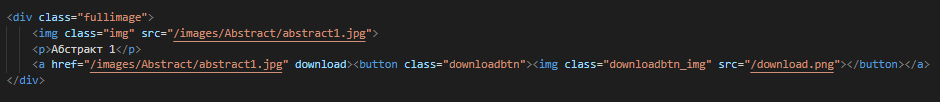 <div class="fullimage">
<img class="img" src="/images/Abstract/abstract1.jpg">
<p>Абстракт 1</p>
<a href="/images/Abstract/abstract1.jpg" download><button class="downloadbtn"><img class="downloadbtn_img" src="/download.png"></button></a>
</div>